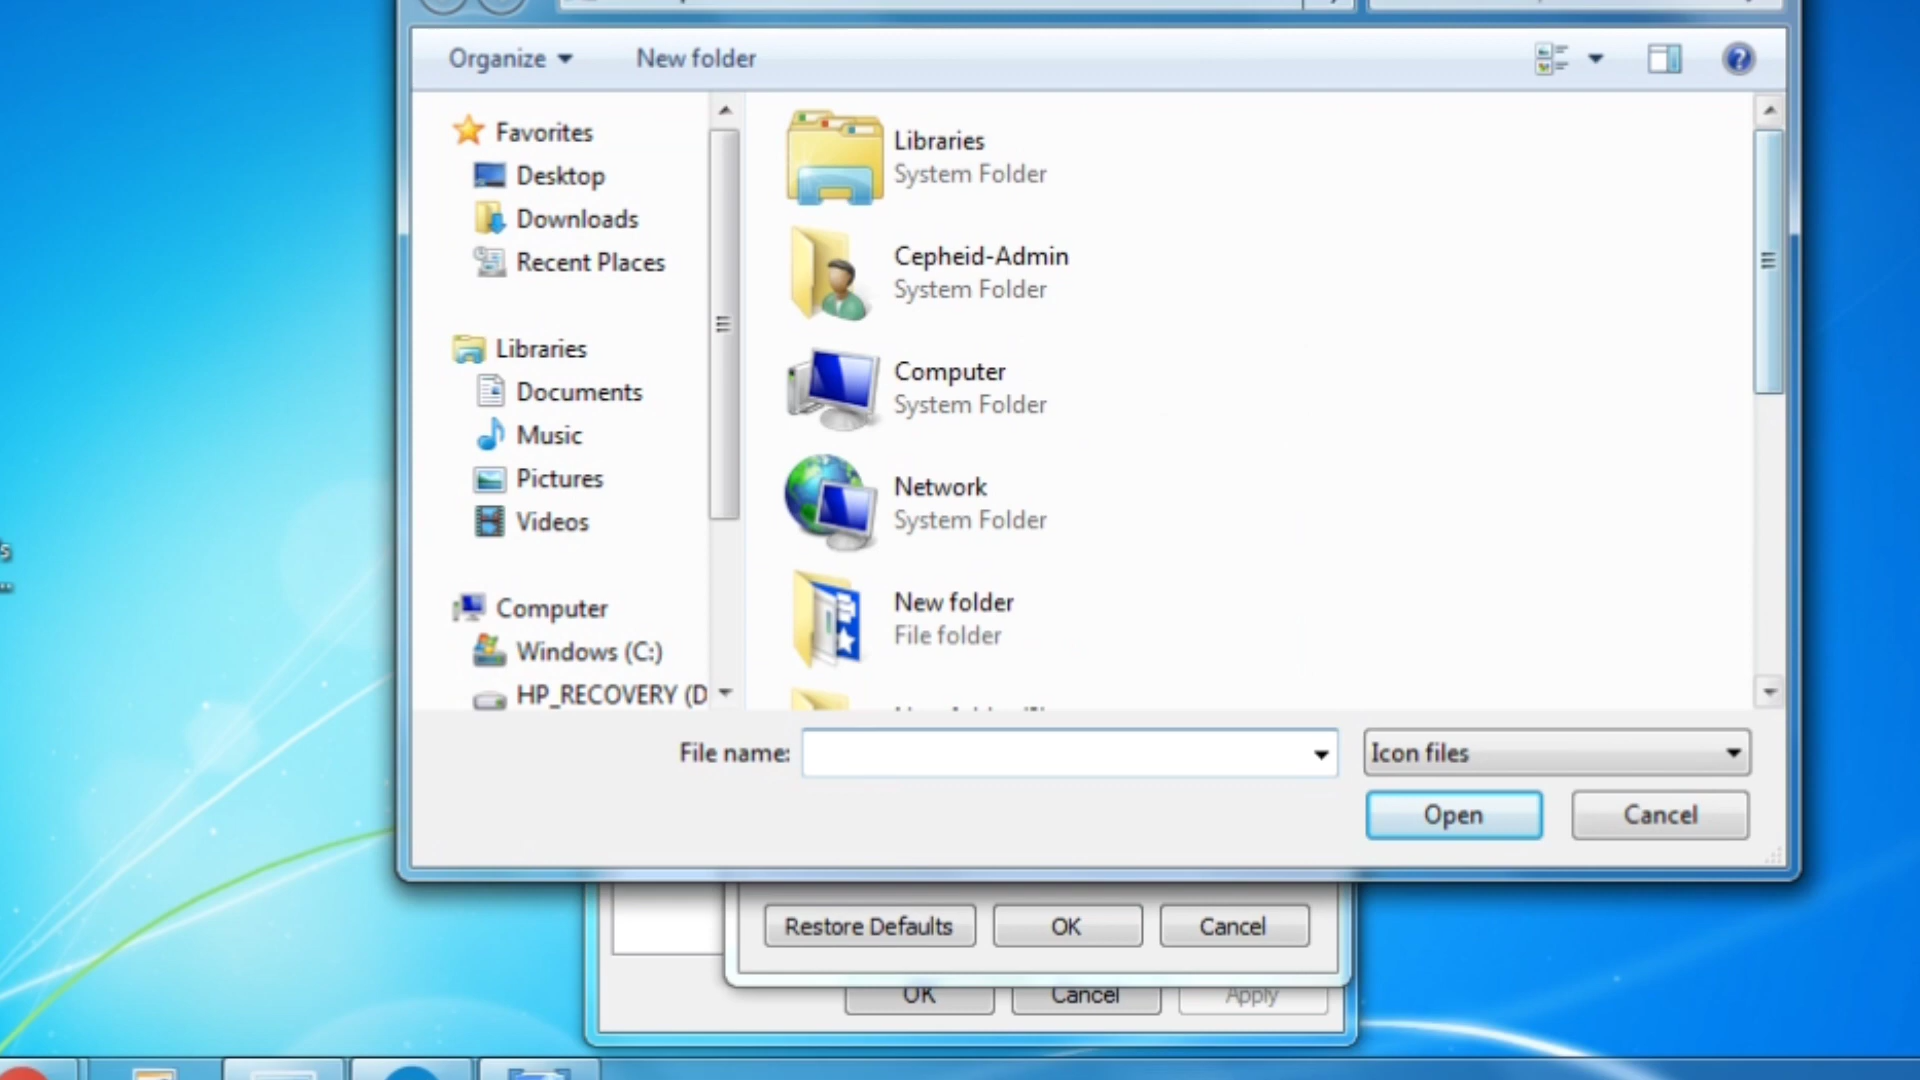 Organize
New folder
Favorites
Desktop
Downloads
Recent Places
Libraries
Documents
Music
Pictures
Videos
Computer
Windows (C:)
HP_RECOVERY (D
Libraries
System Folder
Cepheid-Admin
System Folder
Computer
System Folder
Network
System Folder
New folder
File folder
File name:
Icon files
Open
Cancel
Restore Defaults
OK
Cancel
OK
Cancel
Apply
s
...